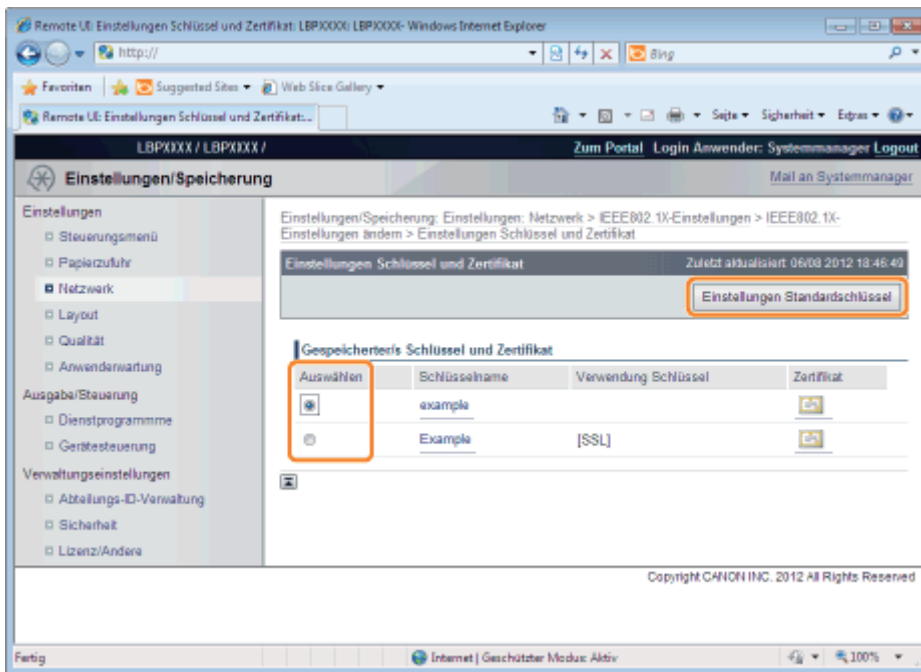 Remote UI: Einstellungen Schlüssel und Zertifikat: LBPXXXX: LBPXXXX- Windows Internet Explorer
http://
Bing
Favoriten
Suggested Sites
Web Slice Gallery
Remote UI: Einstellungen Schlüssel und Zertifikat:...
Seite
Sicherheit
Extras
LBPXXXX / LBPXXXX /
Zum Portal Login Anwender: Systemmanager Logout
Einstellungen/Speicherung
Mail an Systemmanager
Einstellungen
Steuerungsmenü
Papierzufuhr
Netzwerk
Layout
Qualität
Anwenderwartung
Ausgabe/Steuerung
Dienstprogrammme
Gerätesteuerung
Verwaltungseinstellungen
Abteilungs-ID-Verwaltung
Sicherheit
Lizenz/Andere
Einstellungen/Speicherung: Einstellungen: Netzwerk > IEEE802.1X-Einstellungen > IEEE802.1X-
Einstellungen ändern > Einstellungen Schlüssel und Zertifikat
Einstellungen Schlüssel und Zertifikat
Zuletzt aktualisiert 06/08 2012 18:46:49
Einstellungen Standardschlüssel
Gespeicherter/s Schlüssel und Zertifikat
Auswählen Schlüsselname Verwendung Schlüssel Zertifikat
example
Example [SSL]
Copyright CANON INC. 2012 All Rights Reserved
Fertig
Internet | Geschützter Modus: Aktiv
100%